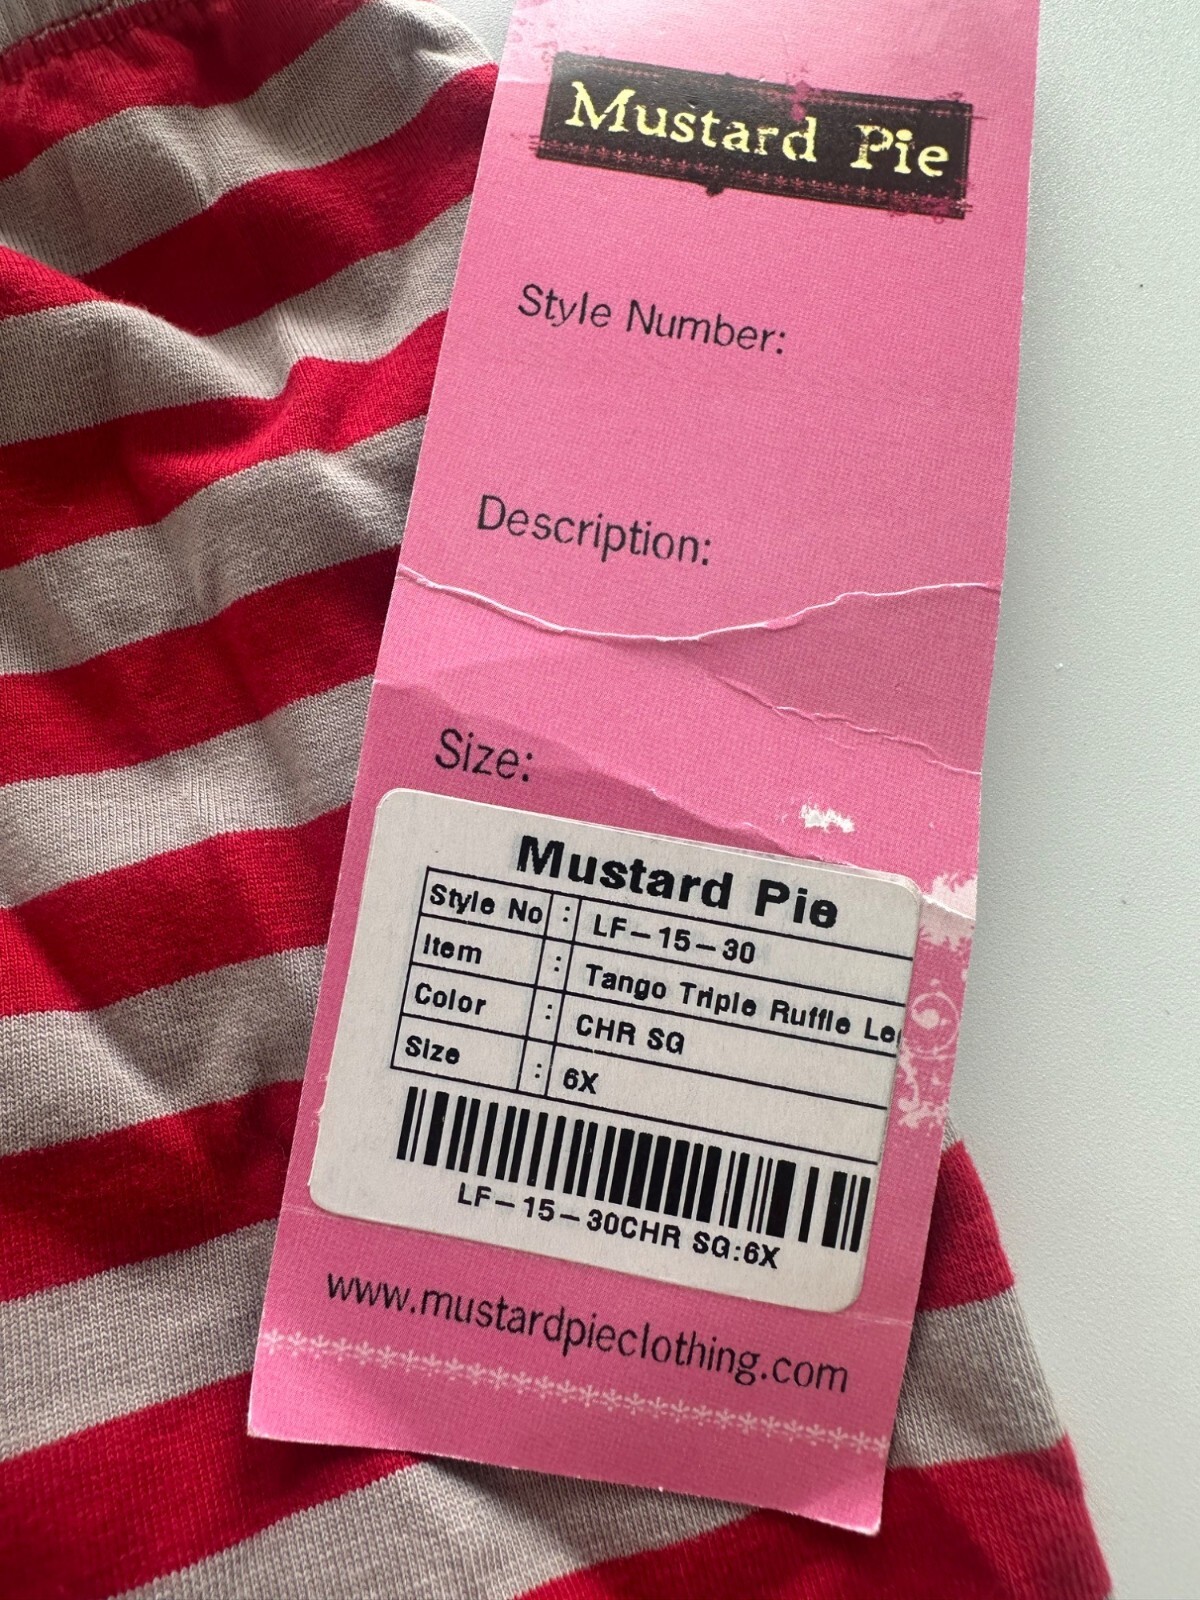 Mustard Pie
Style Number:
Description:
Size:
Mustard Pie
Style No : LF-15-30
Item : Tango Triple Ruffle
Color : CHR SG
Size : 6X
LF-15-30CHR SG:6X
www.mustardpieclothing.com